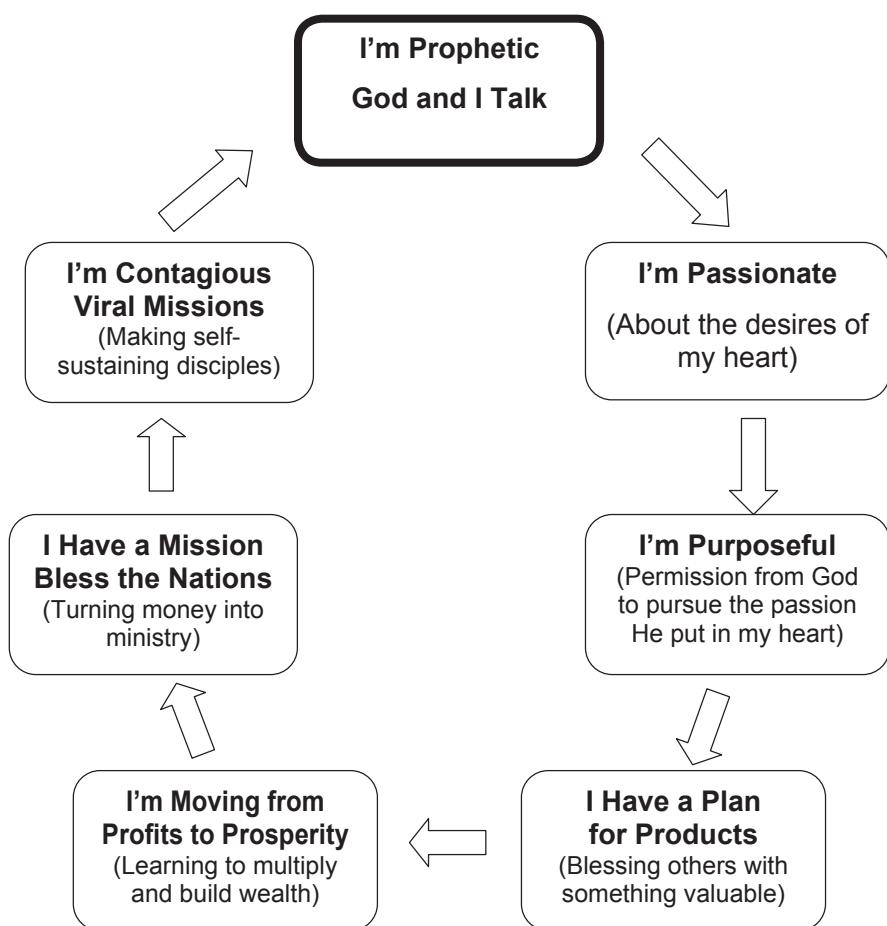 I’m Prophetic
God and I Talk
I’m Passionate
(About the desires of
my heart)
I’m Purposeful
(Permission from God
to pursue the passion
He put in my heart)
I Have a Plan
for Products
(Blessing others with
something valuable)
I’m Moving from
Profits to Prosperity
(Learning to multiply
and build wealth)
I Have a Mission
Bless the Nations
(Turning money into
ministry)
I’m Contagious
Viral Missions
(Making self-
sustaining disciples)